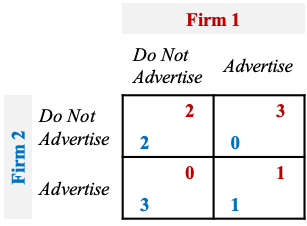 Firm 1
Do Not
Advertise
Advertise
Firm 2
Do Not
Advertise
2
3
2
0
Advertise
0
1
3
1